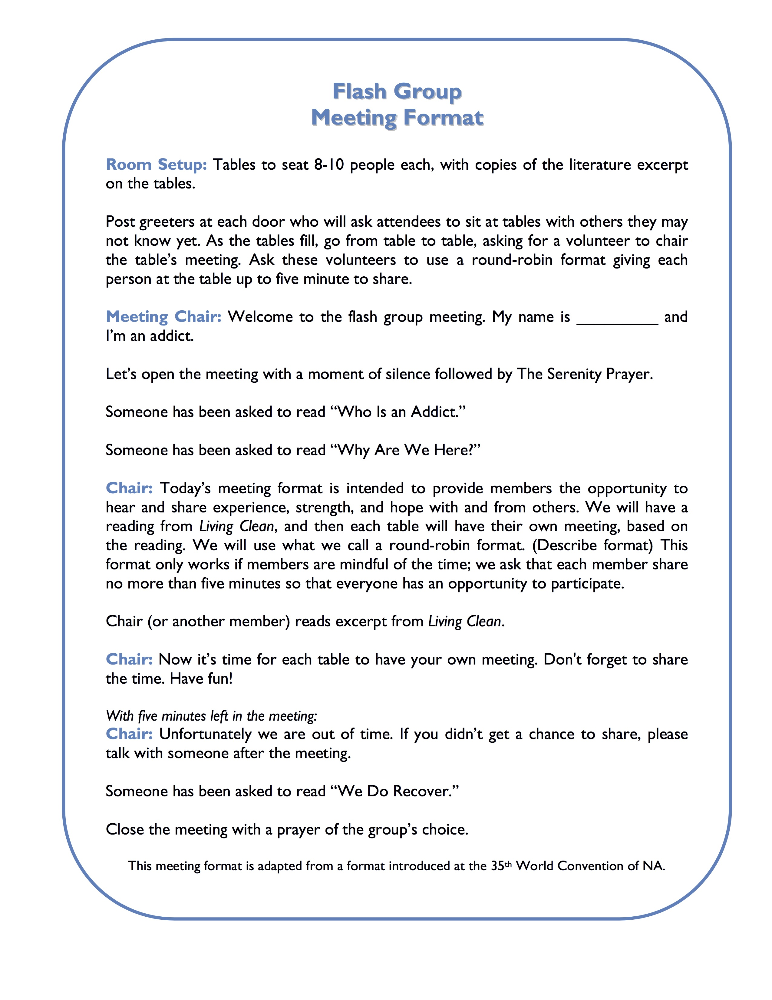 Flash Group
Meeting Format
Room Setup: Tables to seat 8-10 people each, with copies of the literature excerpt
on the tables.
Post greeters at each door who will ask attendees to sit at tables with others they may
not know yet. As the tables fill, go from table to table, asking for a volunteer to chair
the table’s meeting. Ask these volunteers to use a round-robin format giving each
person at the table up to five minute to share.
Meeting Chair: Welcome to the flash group meeting. My name is _________ and
I’m an addict.
Let’s open the meeting with a moment of silence followed by The Serenity Prayer.
Someone has been asked to read “Who Is an Addict.”
Someone has been asked to read “Why Are We Here?”
Chair: Today’s meeting format is intended to provide members the opportunity to
hear and share experience, strength, and hope with and from others. We will have a
reading from Living Clean, and then each table will have their own meeting, based on
the reading. We will use what we call a round-robin format. (Describe format) This
format only works if members are mindful of the time; we ask that each member share
no more than five minutes so that everyone has an opportunity to participate.
Chair (or another member) reads excerpt from Living Clean.
Chair: Now it’s time for each table to have your own meeting. Don't forget to share
the time. Have fun!
With five minutes left in the meeting:
Chair: Unfortunately we are out of time. If you didn’t get a chance to share, please
talk with someone after the meeting.
Someone has been asked to read “We Do Recover.”
Close the meeting with a prayer of the group’s choice.
This meeting format is adapted from a format introduced at the 35th World Convention of NA.